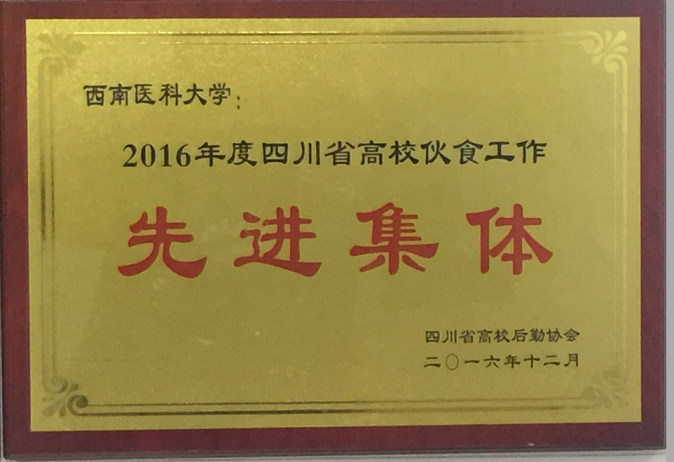 西南医科大学：
2016年度四川省高校伙食工作
先进集体
四川省高校后勤协会
二〇一六年十二月